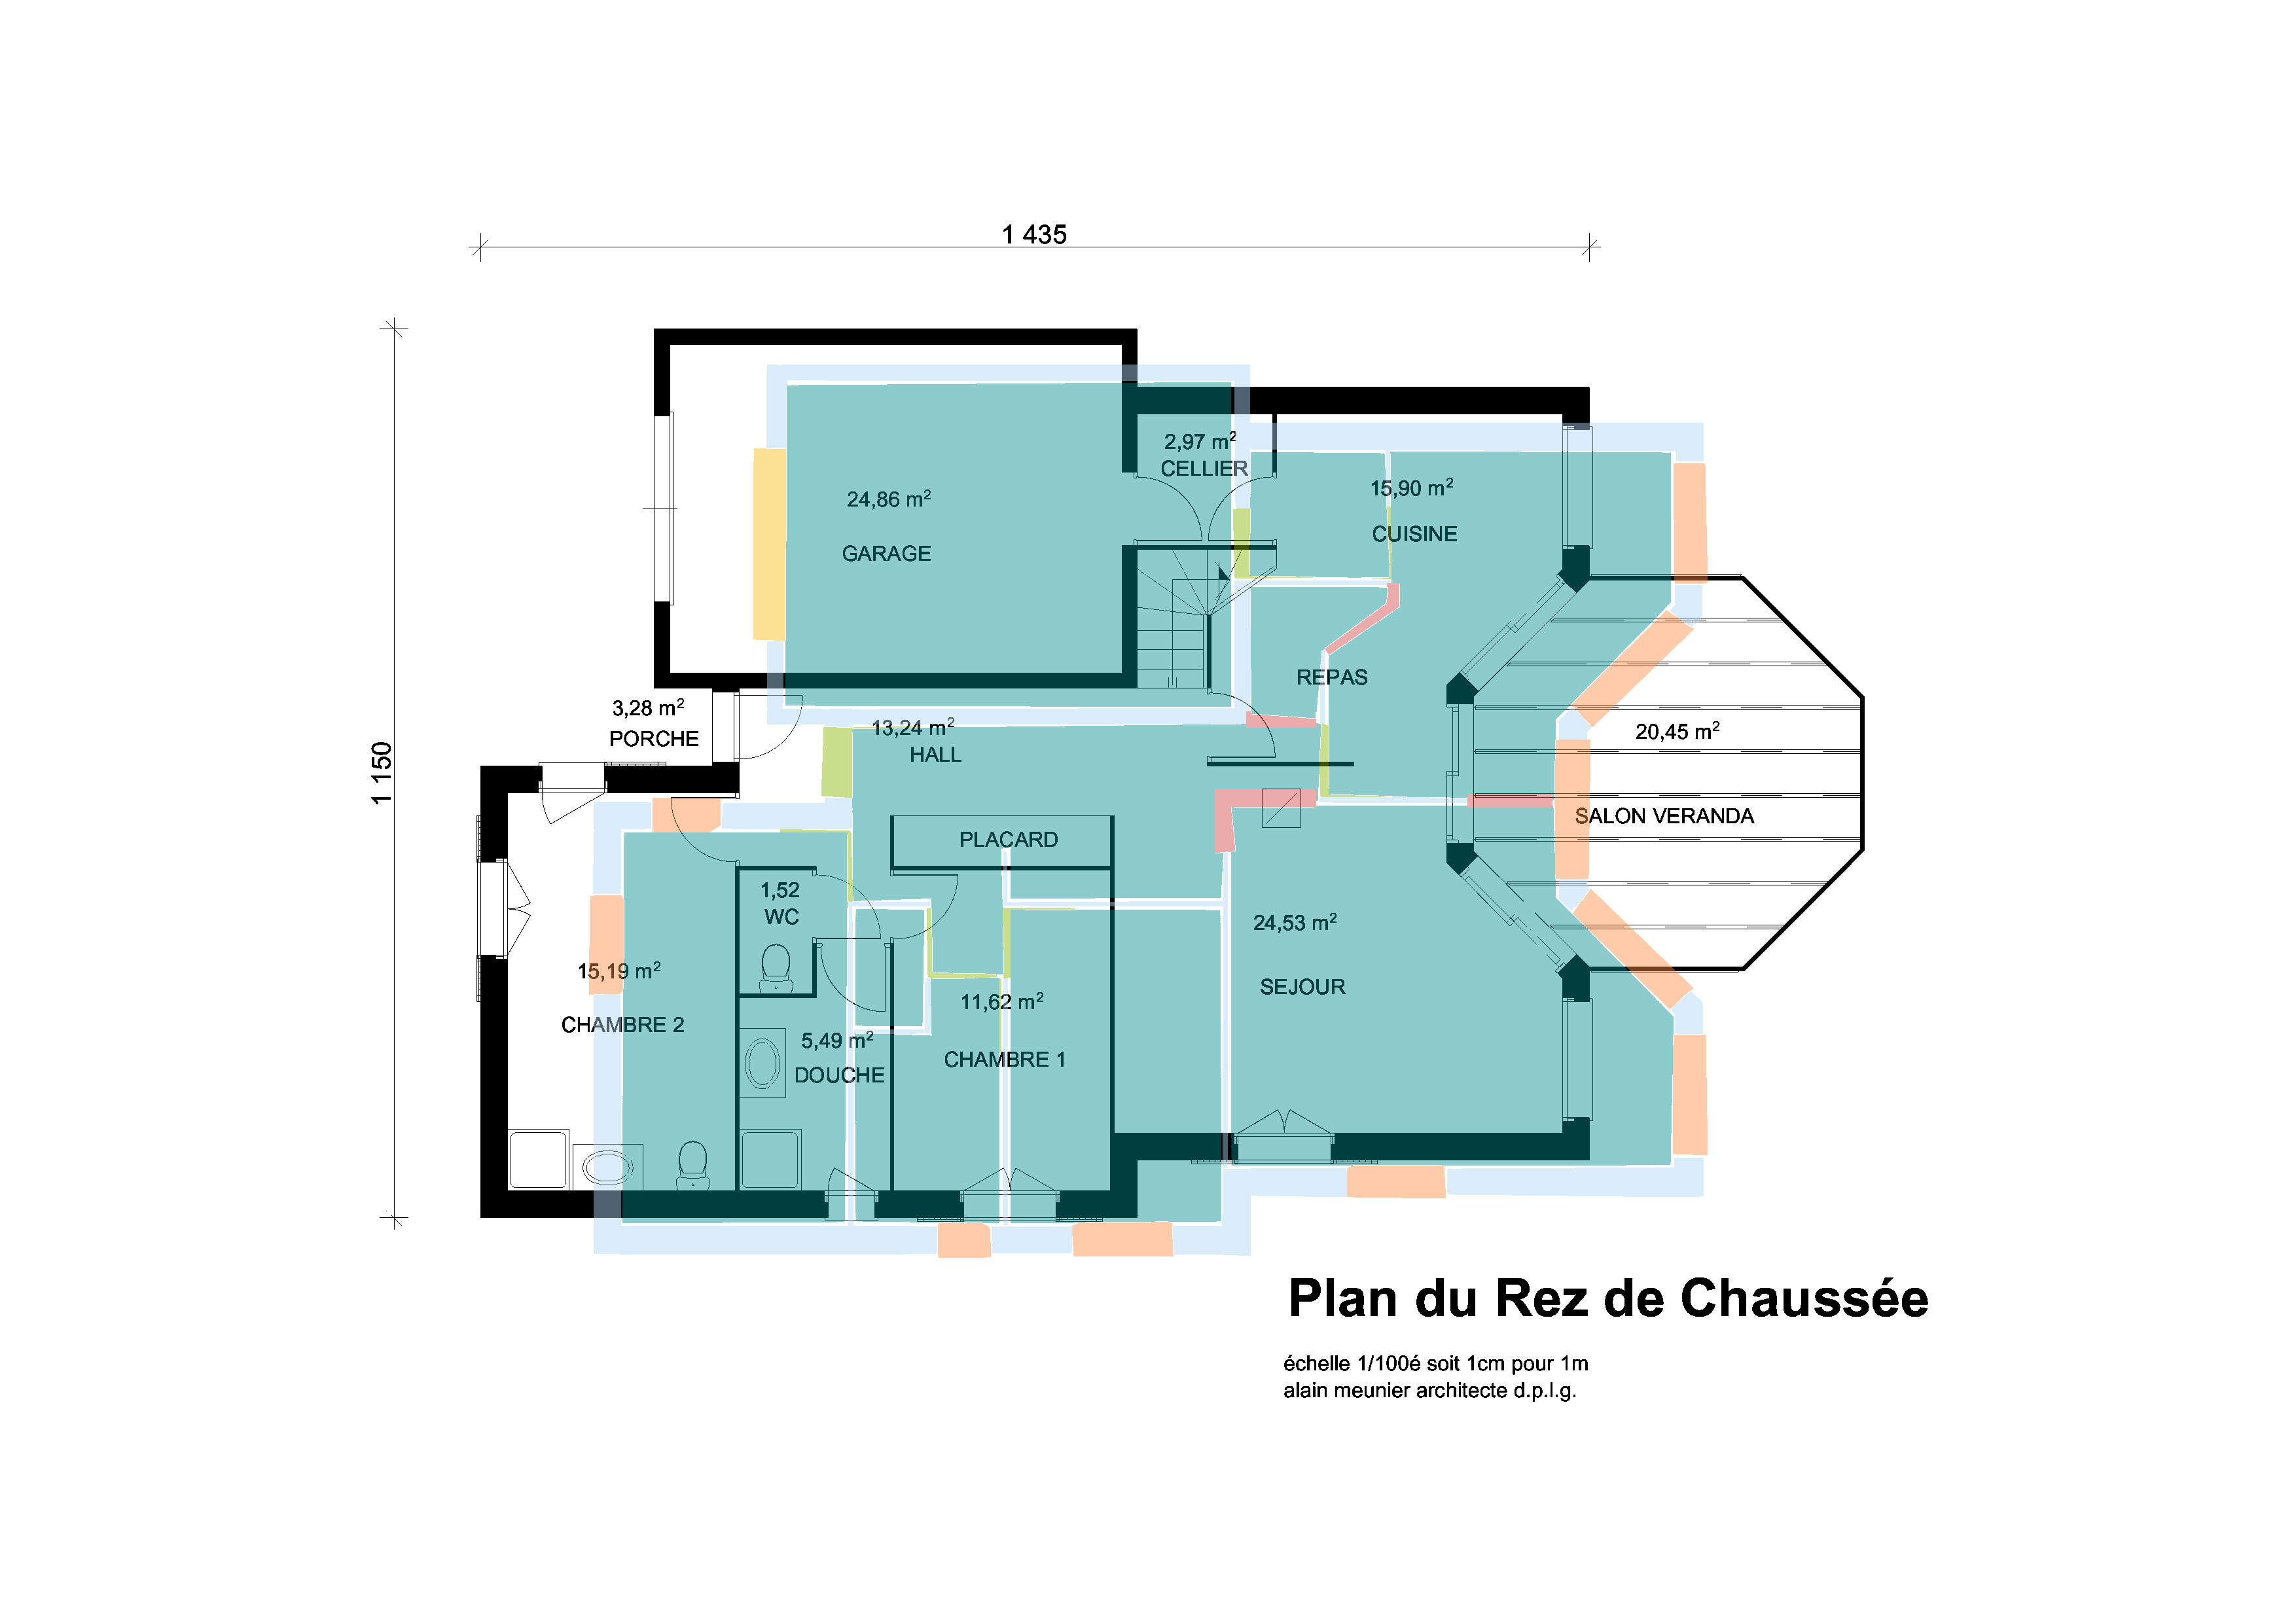 1 435
1 150
2,97 m²
CELLIER
24,86 m²
GARAGE
15,90 m²
CUISINE
REPAS
3,28 m²
PORCHE
13,24 m²
HALL
20,45 m²
SALON VERANDA
PLACARD
1,52
WC
24,53 m²
SEJOUR
15,19 m²
CHAMBRE 2
11,62 m²
CHAMBRE 1
5,49 m²
DOUCHE
Plan du Rez de Chaussée
échelle 1/100é soit 1cm pour 1m
alain meunier architecte d.p.l.g.